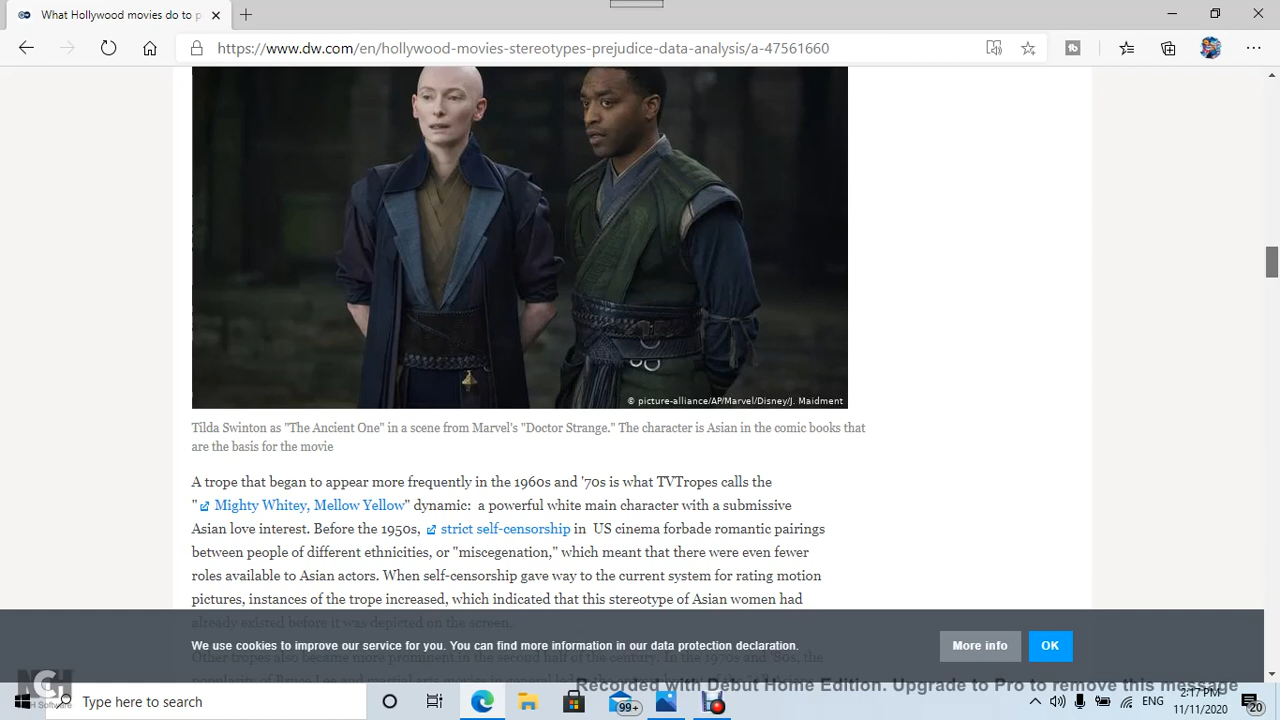 What Hollywood movies do to p
https://www.dw.com/en/hollywood-movies-stereotypes-prejudice-data-analysis/a-47561660
© picture-alliance/AP/Marvel/Disney/J. Maidment
Tilda Swinton as "The Ancient One" in a scene from Marvel's "Doctor Strange." The character is Asian in the comic books that
are the basis for the movie
A trope that began to appear more frequently in the 1960s and '70s is what TVTropes calls the
" Mighty Whitey, Mellow Yellow" dynamic: a powerful white main character with a submissive
Asian love interest. Before the 1950s, strict self-censorship in US cinema forbade romantic pairings
between people of different ethnicities, or "miscegenation," which meant that there were even fewer
roles available to Asian actors. When self-censorship gave way to the current system for rating motion
pictures, instances of the trope increased, which indicated that this stereotype of Asian women had
already existed before it was depicted on the screen.
We use cookies to improve our service for you. You can find more information in our data protection declaration.
More info
OK
Other tropes also became more prominent in the second half of the century. In the 1970s and '80s, the
Recorded with Debut Home Edition. Upgrade to Pro to remove this message
NCH Software
Type here to search
99+
ENG
2:17 PM
11/11/2020
20